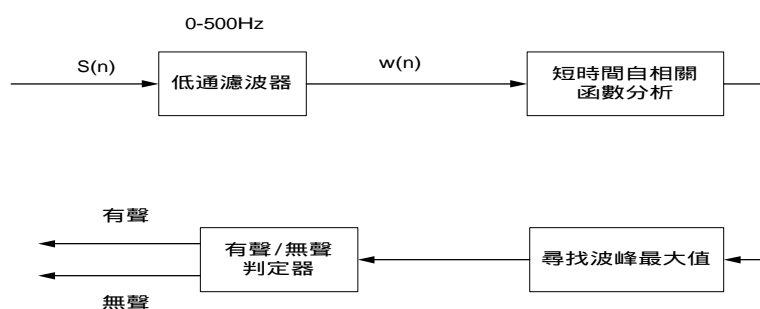 0-500Hz
S(n)
低通濾波器
w(n)
短時間自相關
函數分析
有聲
有聲/無聲
判定器
尋找波峰最大值
無聲